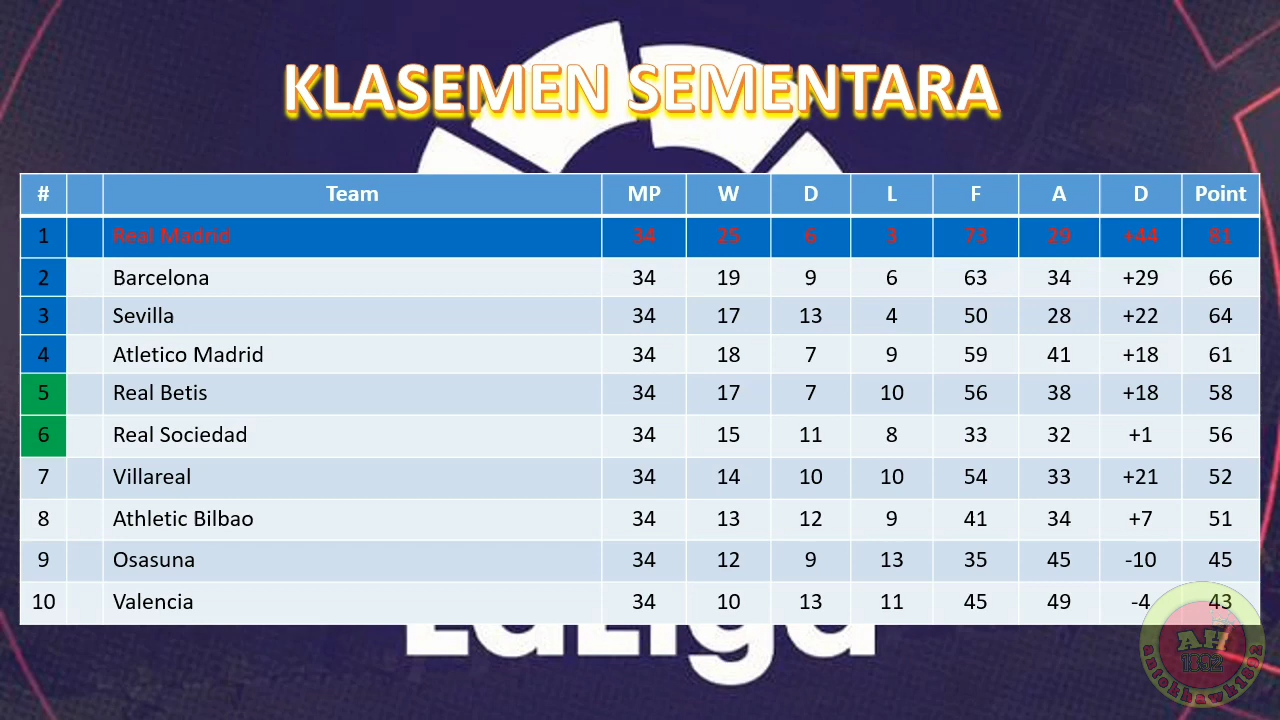 KLASEMEN SEMENTARA
# Team MP W D L F A D Point
1 Real Madrid 34 25 6 3 73 29 +44 81
2 Barcelona 34 19 9 6 63 34 +29 66
3 Sevilla 34 17 13 4 50 28 +22 64
4 Atletico Madrid 34 18 7 9 59 41 +18 61
5 Real Betis 34 17 7 10 56 38 +18 58
6 Real Sociedad 34 15 11 8 33 32 +1 56
7 Villareal 34 14 10 10 54 33 +21 52
8 Athletic Bilbao 34 13 12 9 41 34 +7 51
9 Osasuna 34 12 9 13 35 45 -10 45
10 Valencia 34 10 13 11 45 49 -4 43
LaLiga
AH
1392